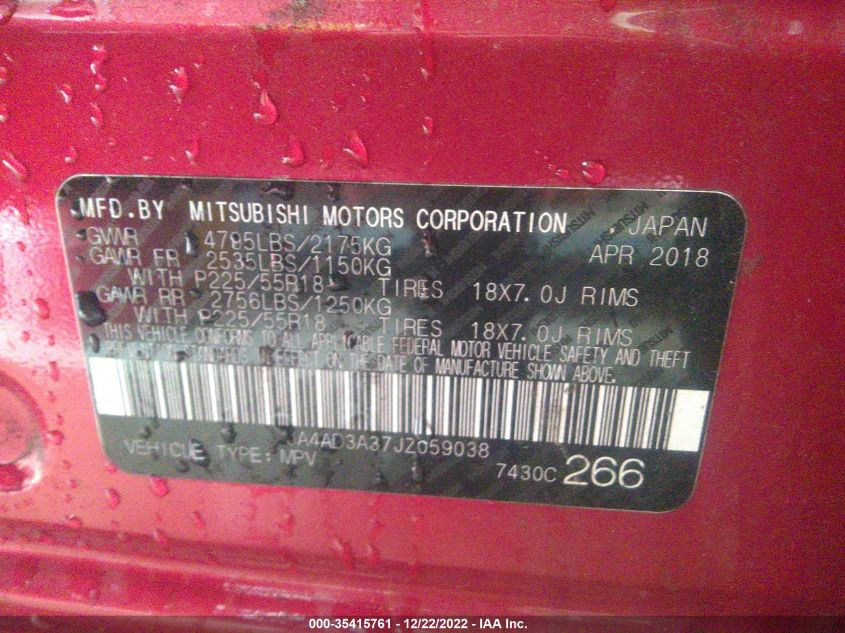 MFD.BY MITSUBISHI MOTORS CORPORATION , JAPAN
GVWR 4795LBS/2175KG APR 2018
GAWR FR 2535LBS/1150KG
WITH P225/55R18 TIRES 18X7.0J RIMS
GAWR RR 2756LBS/1250KG
WITH P225/55R18 TIRES 18X7.0J RIMS
THIS VEHICLE CONFORMS TO ALL APPLICABLE FEDERAL MOTOR VEHICLE SAFETY AND THEFT
PREVENTION STANDARDS IN EFFECT ON THE DATE OF MANUFACTURE SHOWN ABOVE.
JA4AD3A37JZ059038
VEHICLE TYPE: MPV 7430C 266
000-35415761 - 12/22/2022 - IAA Inc.